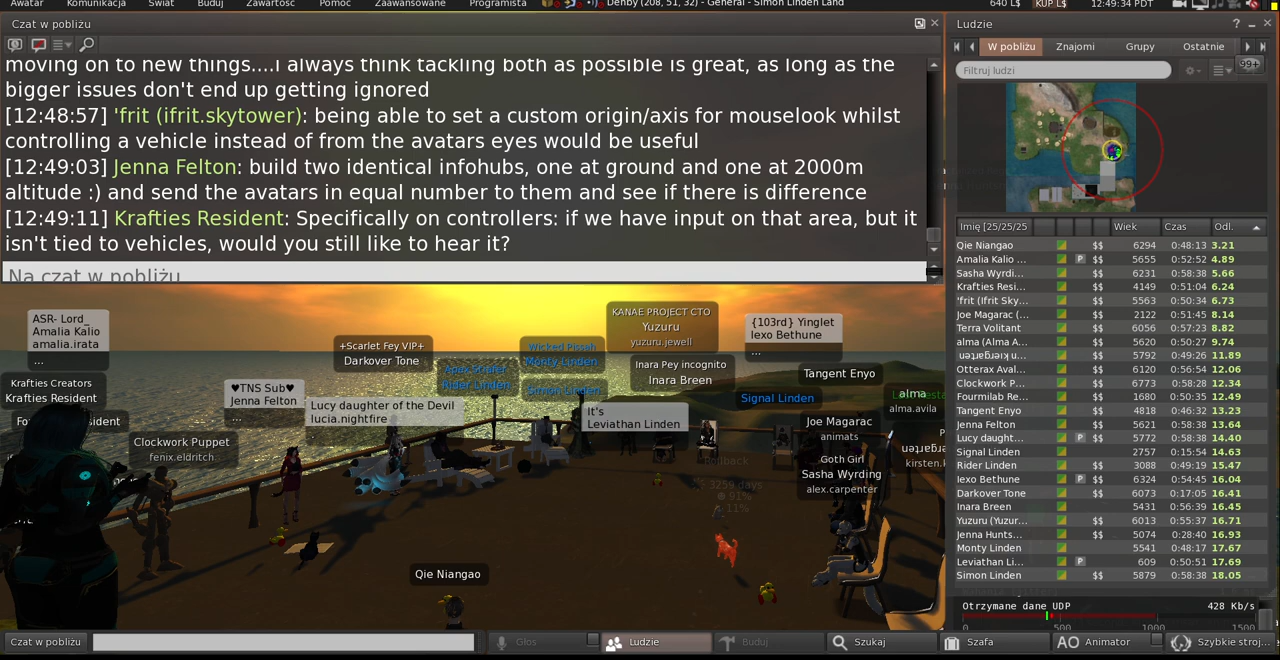 Awatar Komunikacja Świat Buduj Zawartość Pomoc Zaawansowane Programista Denby (208, 51, 32) - General - Simon Linden Land 640 L$ KUP L$ 12:49:34 PDT
Czat w pobliżu
moving on to new things....I always think tackling both as possible is great, as long as the
bigger issues don't end up getting ignored
[12:48:57] 'frit (ifrit.skytower): being able to set a custom origin/axis for mouselook whilst
controlling a vehicle instead of from the avatars eyes would be useful
[12:49:03] Jenna Felton: build two identical infohubs, one at ground and one at 2000m
altitude :) and send the avatars in equal number to them and see if there is difference
[12:49:11] Krafties Resident: Specifically on controllers: if we have input on that area, but it
isn't tied to vehicles, would you still like to hear it?
Na czat w pobliżu
ASR- Lord_
Amalia Kalio
amalia.irata
...
Krafties Creators
Krafties Resident
♥TNS Sub♥
Jenna Felton
...
Clockwork Puppet
fenix.eldritch
+Scarlet Fey VIP+
Darkover Tone
Lucy daughter of the Devil
lucia.nightfire
Rider Linden
Wicked Pissah
Monty Linden
Simon Linden
KANAE PROJECT CTO
Yuzuru
yuzuru.jewell
Inara Pey incognito
Inara Breen
It's
Leviathan Linden
{103rd} Yinglet
Iexo Bethune
...
Tangent Enyo
Signal Linden
alma
alma.avila
Joe Magarac
animats
Goth Girl
Sasha Wyrding
alex.carpenter
3259 days
91%
11%
Qie Niangao
Ludzie
W pobliżu Znajomi Grupy Ostatnie
Filtruj ludzi
99+
Imię [25/25/25 Wiek Czas Odl.
Qie Niangao $$ 6294 0:48:13 3.21
Amalia Kalio ... P $$ 5655 0:52:52 4.89
Sasha Wyrdi... $$ 6231 0:58:38 5.66
Krafties Resi... $$ 4149 0:51:04 6.24
'frit (Ifrit Sky... $$ 5563 0:50:34 6.73
Joe Magarac (... $$ 2122 0:51:45 8.14
Terra Volitant $$ 6056 0:57:23 8.82
alma (Alma A... $$ 5620 0:50:27 9.74
$$ 5792 0:49:26 11.89
Otterax Aval... $$ 6120 0:56:54 12.06
Clockwork P... $$ 6773 0:58:28 12.34
Fourmilab Re... $$ 1680 0:50:35 12.49
Tangent Enyo $$ 4818 0:46:32 13.23
Jenna Felton $$ 5621 0:58:38 13.64
Lucy daught... P $$ 5772 0:58:38 14.40
Signal Linden 2757 0:15:54 14.63
Rider Linden $$ 3088 0:49:19 15.47
Iexo Bethune P $$ 6324 0:54:45 16.04
Darkover Tone $$ 6073 0:17:05 16.41
Inara Breen 5431 0:56:39 16.45
Yuzuru (Yuzur... $$ 6013 0:55:37 16.71
Jenna Hunts... $$ 5074 0:28:40 16.93
Monty Linden 5541 0:48:17 17.67
Leviathan Li... P 609 0:50:51 17.69
Simon Linden $$ 5879 0:58:38 18.05
Otrzymane dane UDP 428 Kb/s
0 500 1000 1500
Czat w pobliżu Głos Ludzie Buduj Szukaj Szafa AO Animator Szybkie stroj...